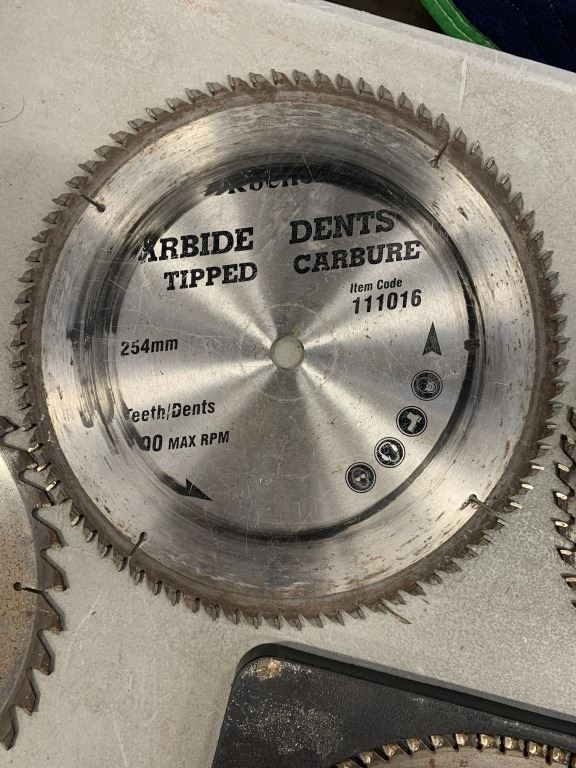 ARBIDE DENTS
TIPPED CARBURE
Item Code
111016
254mm
Teeth/Dents
00 MAX RPM